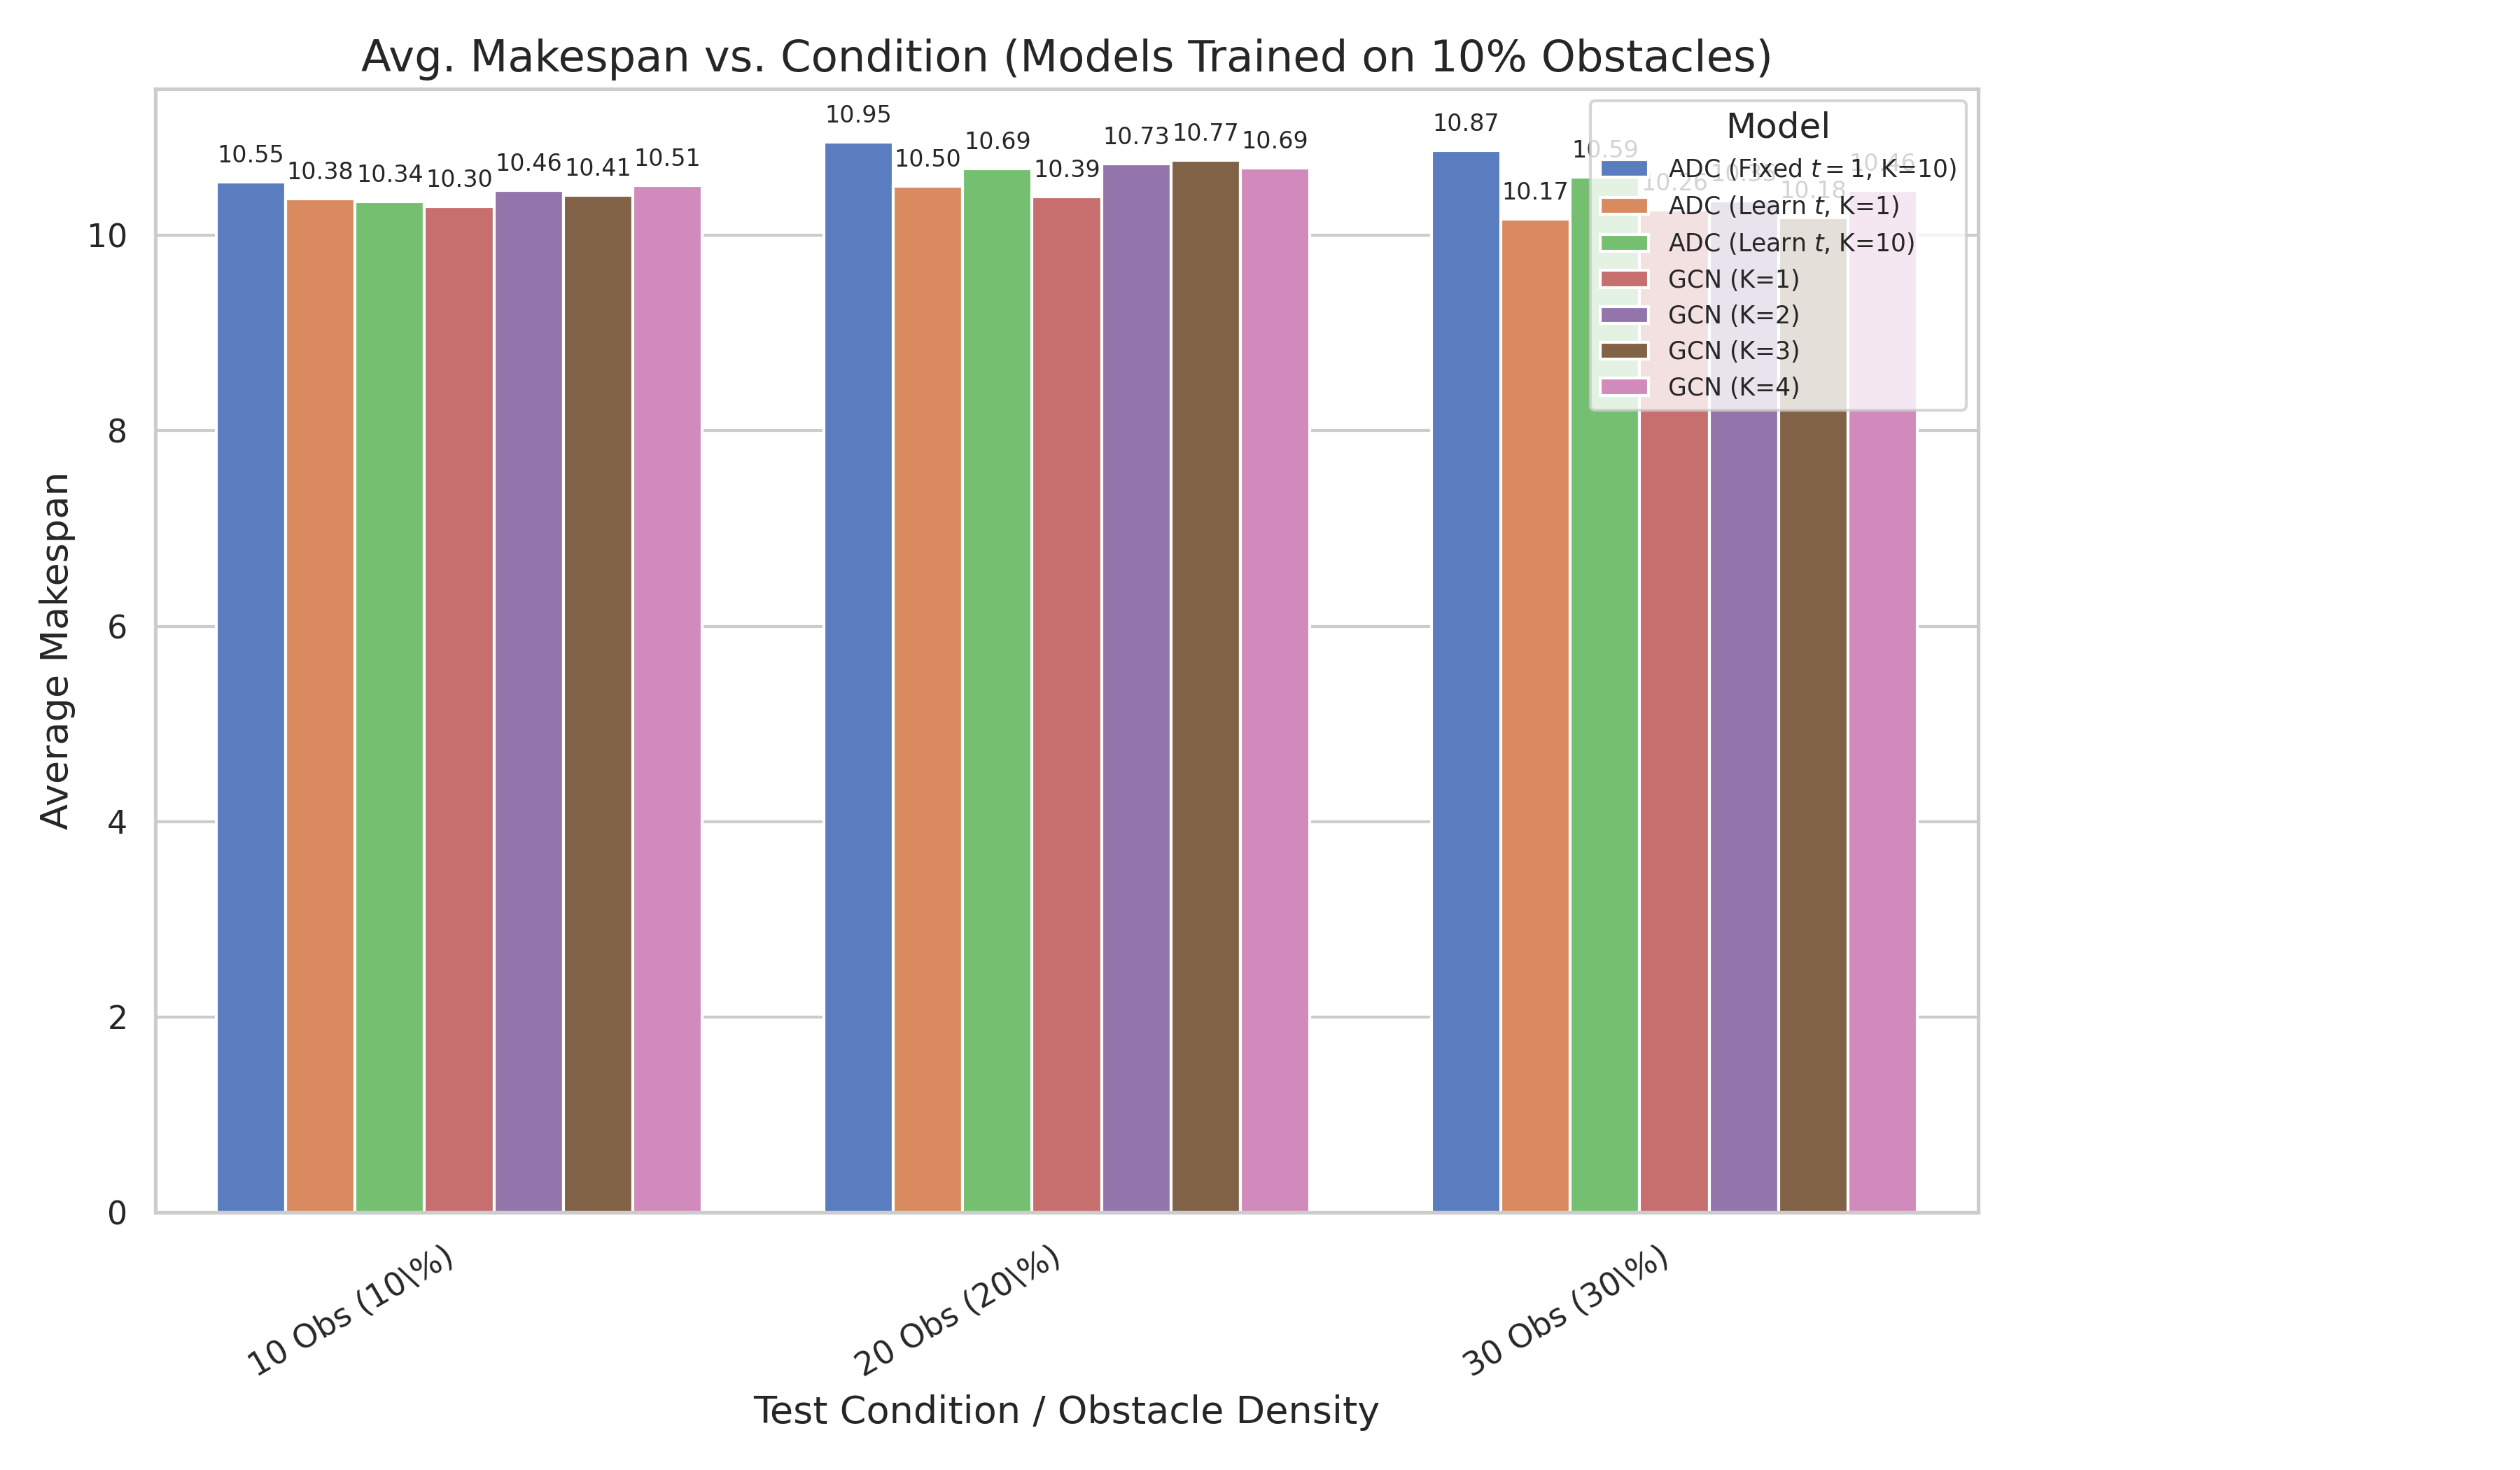 Avg. Makespan vs. Condition (Models Trained on 10% Obstacles)
Average Makespan
10
8
6
4
2
0
10.55
10.38
10.34
10.30
10.46
10.41
10.51
10.95
10.50
10.69
10.39
10.73
10.77
10.69
10.87
10.17
10.59
10.26
10.18
10.46
Model
ADC (Fixed t = 1, K=10)
ADC (Learn t, K=1)
ADC (Learn t, K=10)
GCN (K=1)
GCN (K=2)
GCN (K=3)
GCN (K=4)
10 Obs (10\%)
20 Obs (20\%)
30 Obs (30\%)
Test Condition / Obstacle Density